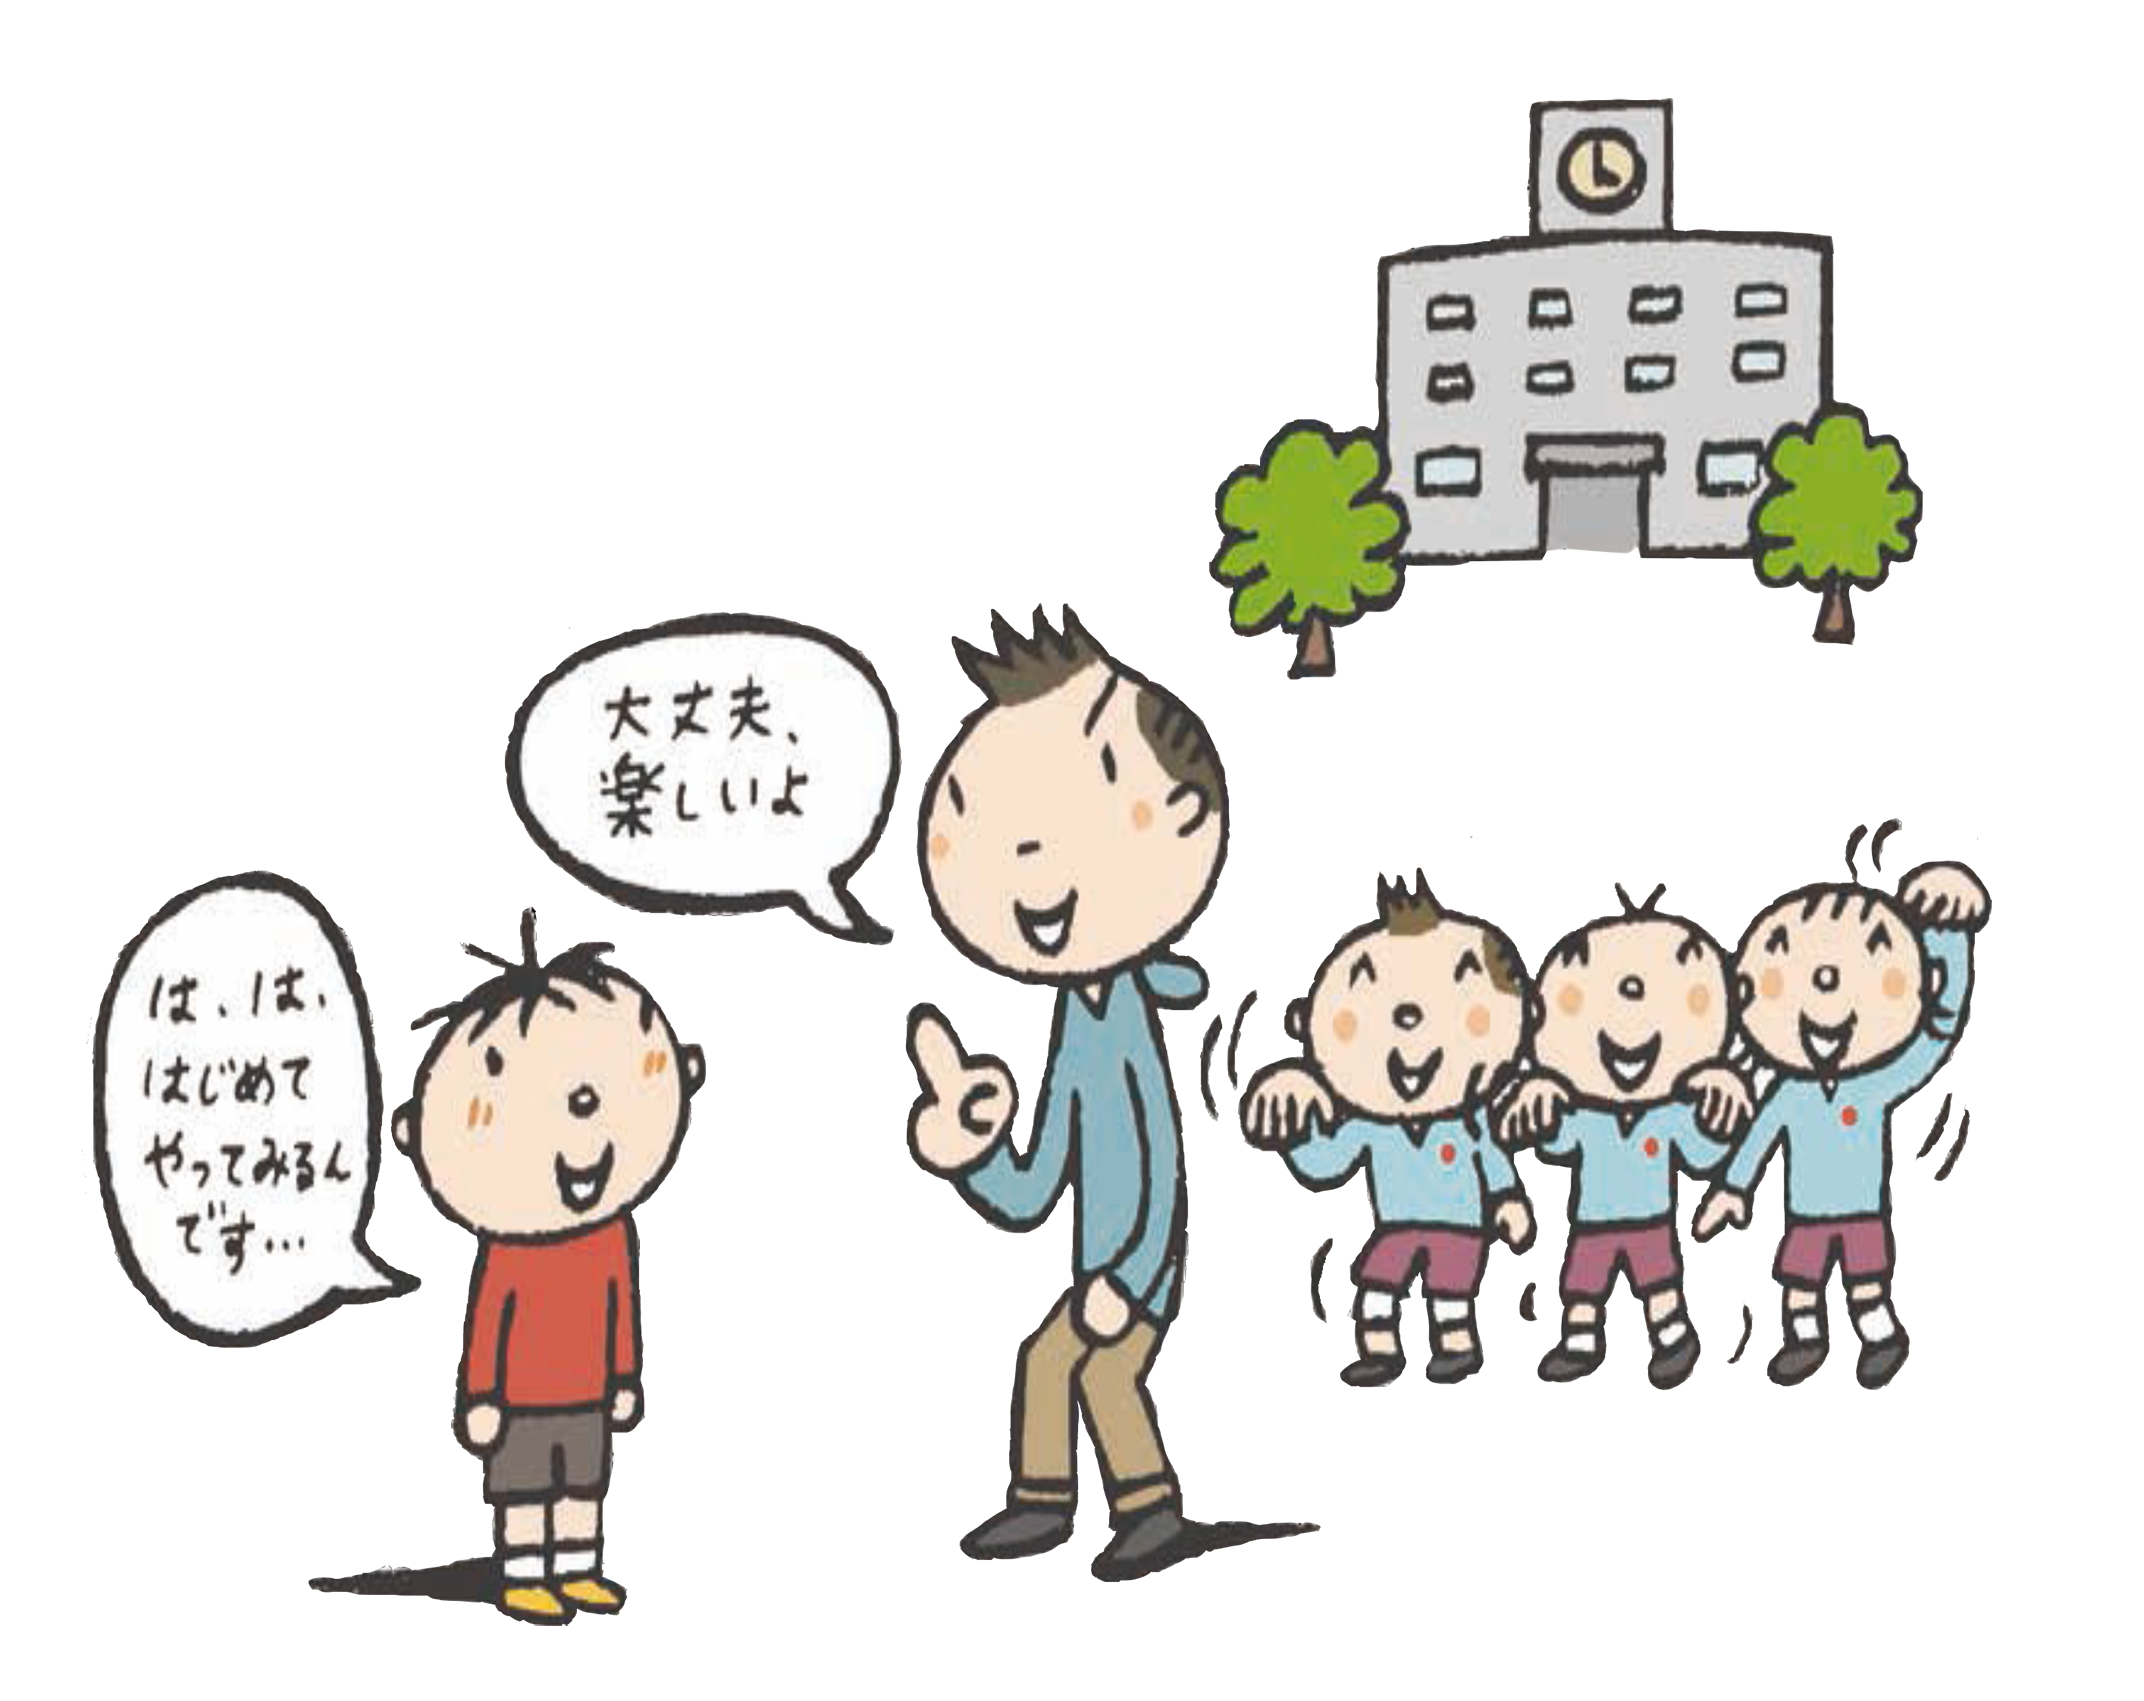 は、は、
はじめて
やってみるん
です…
大丈夫、
楽しいよ